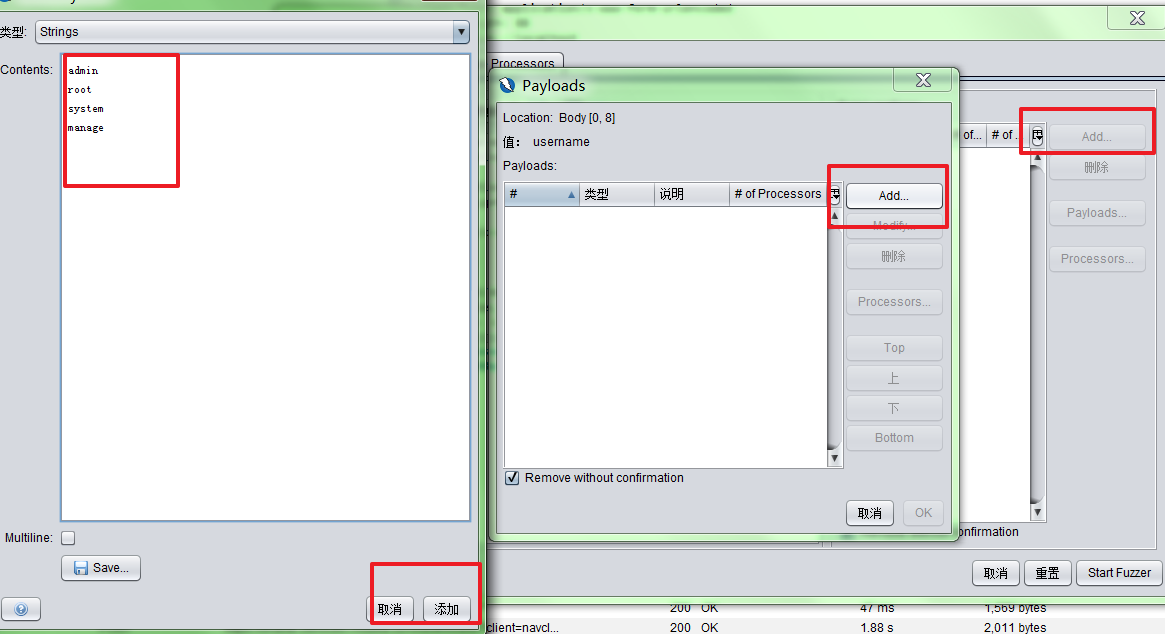 类型:
Strings
Contents:
admin
root
system
manage
Multiline:
Save...
取消
添加
Processors
Payloads
Location: Body [0, 8]
值: username
Payloads:
#
类型
说明
# of Processors
Add...
Modify...
删除
Processors...
Top
上
下
Bottom
Remove without confirmation
取消
OK
of...
# of
Add...
删除
Payloads...
Processors...
onfirmation
取消
重置
Start Fuzzer
200 OK 47 ms 1,569 bytes
client=navcl... 200 OK 1.88 s 2,011 bytes